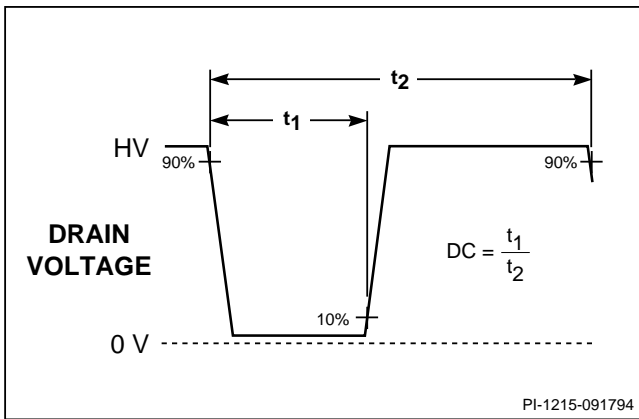 t2
t1
HV
90%
90%
DRAIN
VOLTAGE
DC = t1
t2
10%
0 V
PI-1215-091794